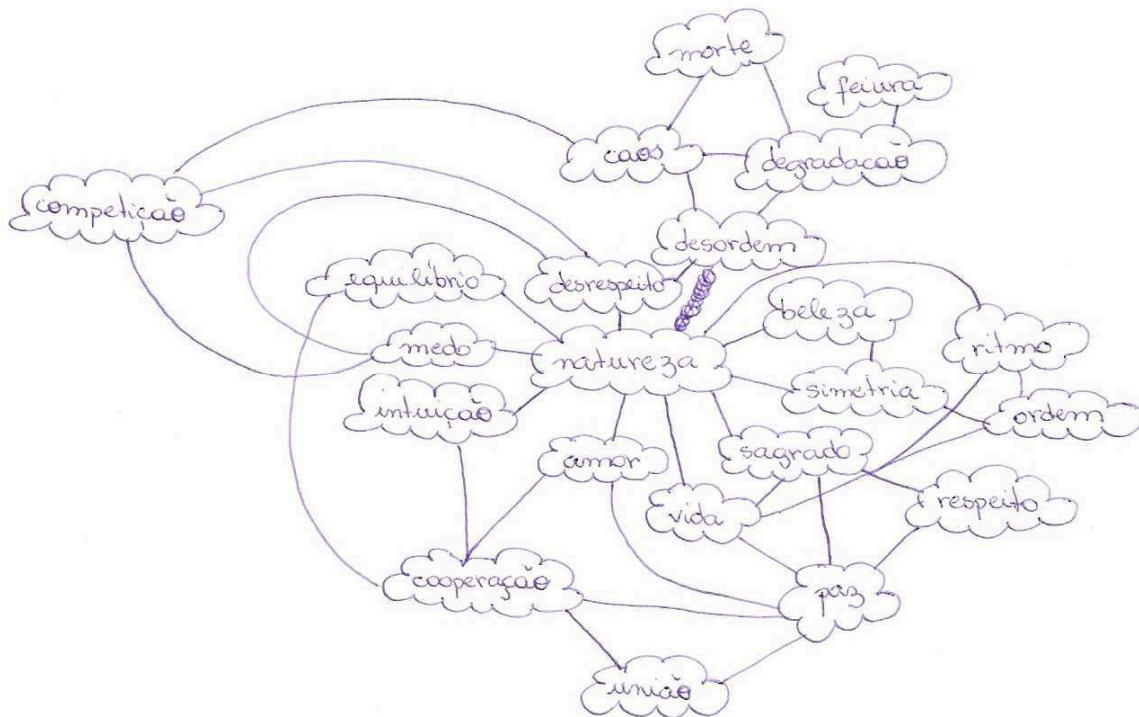 morte
feiura
caos
degradação
competição
desordem
equilíbrio
desrespeito
beleza
medo
natureza
ritmo
intuição
simetria
ordem
amor
sagrado
vida
respeito
cooperação
paz
união